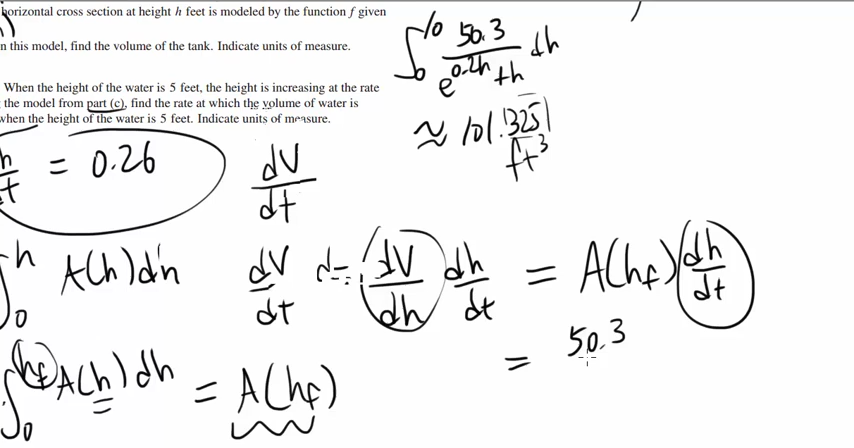 horizontal cross section at height h feet is modeled by the function f given
n this model, find the volume of the tank. Indicate units of measure.
When the height of the water is 5 feet, the height is increasing at the rate
the model from part (c), find the rate at which the volume of water is
when the height of the water is 5 feet. Indicate units of measure.
∫₀¹⁰ 50.3/(e^(0.2h) + h) dh
≈ 101.325
ft³
h/t = 0.26
dV/dt
∫₀ʰ A(h) dh
dV/dt = dV/dh dh/dt = A(hf) dh/dt
= 50.3
∫₀^(hf) A(h) dh = A(hf)